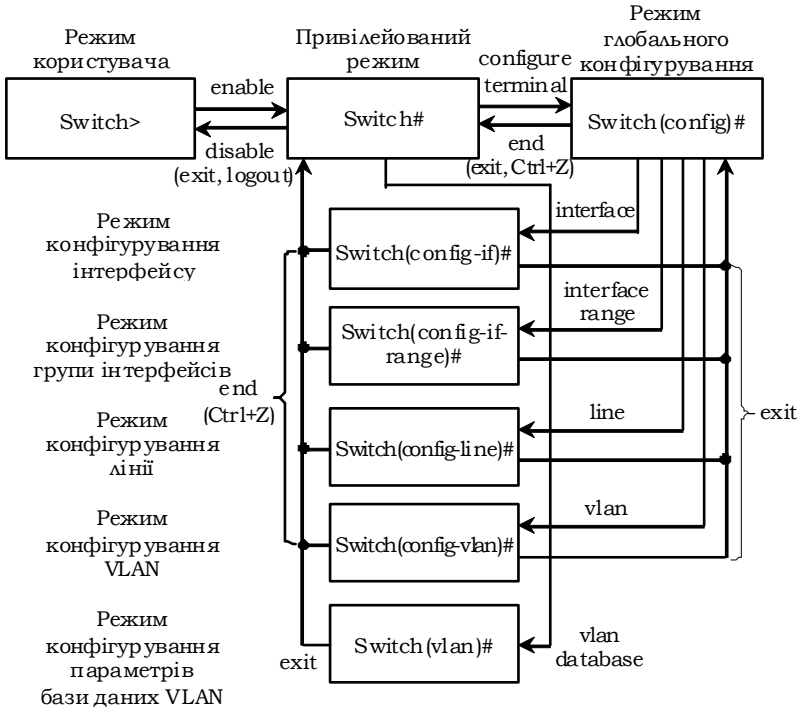 Режим
користувача
Привілейований
режим
Режим
глобального
конфігурування
Switch>
enable
disable
(exit, logout)
Switch#
configure
terminal
end
(exit, Ctrl+Z)
Switch(config)#
Режим
конфігурування
інтерфейсу
Switch(config-if)#
interface
Режим
конфігурування
групи інтерфейсів
Switch(config-if-
range)#
interface
range
end
(Ctrl+Z)
exit
Режим
конфігурування
лінії
Switch(config-line)#
line
Режим
конфігурування
VLAN
Switch(config-vlan)#
vlan
Режим
конфігурування
параметрів
бази даних VLAN
exit
Switch(vlan)#
vlan
database